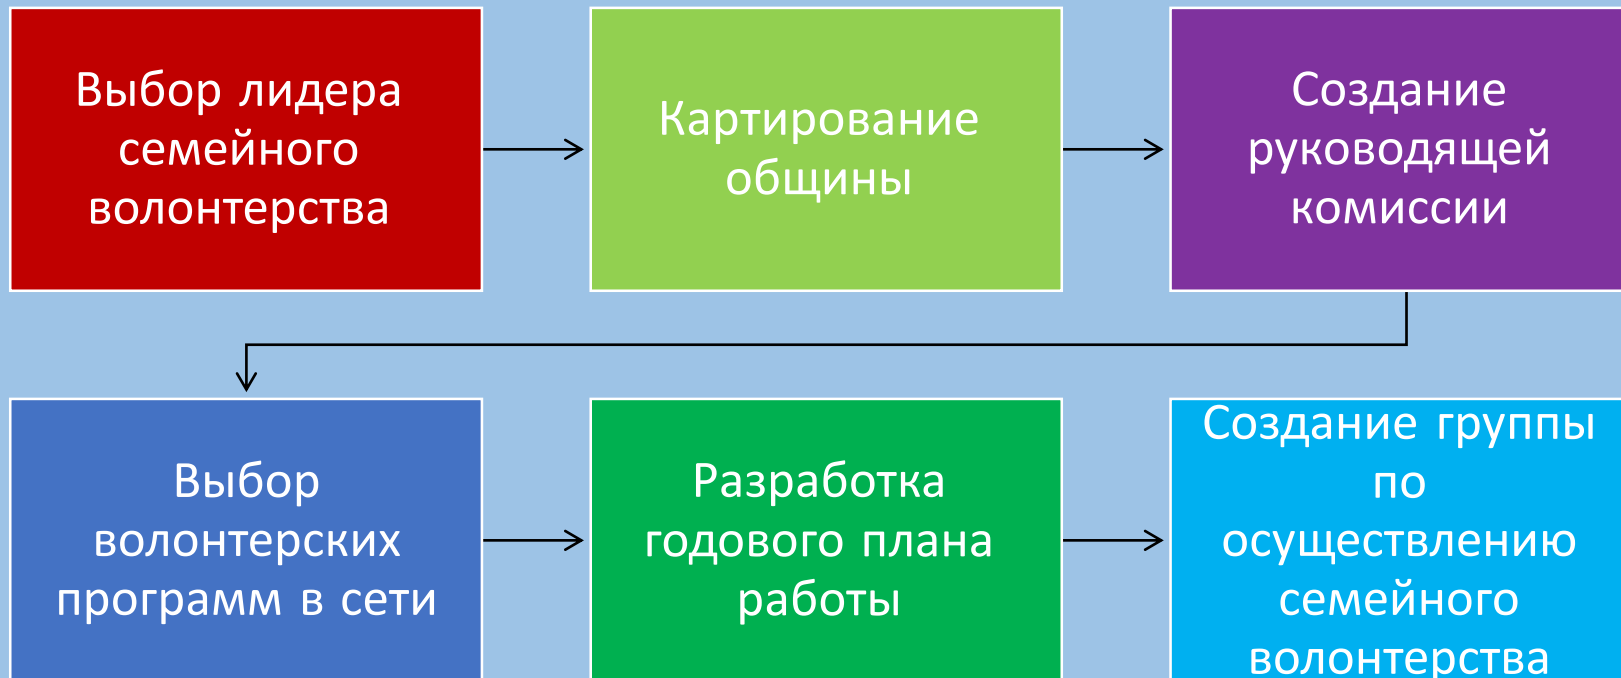 Выбор лидера
семейного
волонтерства
Картирование
общины
Создание
руководящей
комиссии
Выбор
волонтерских
программ в сети
Разработка
годового плана
работы
Создание группы
по
осуществлению
семейного
волонтерства